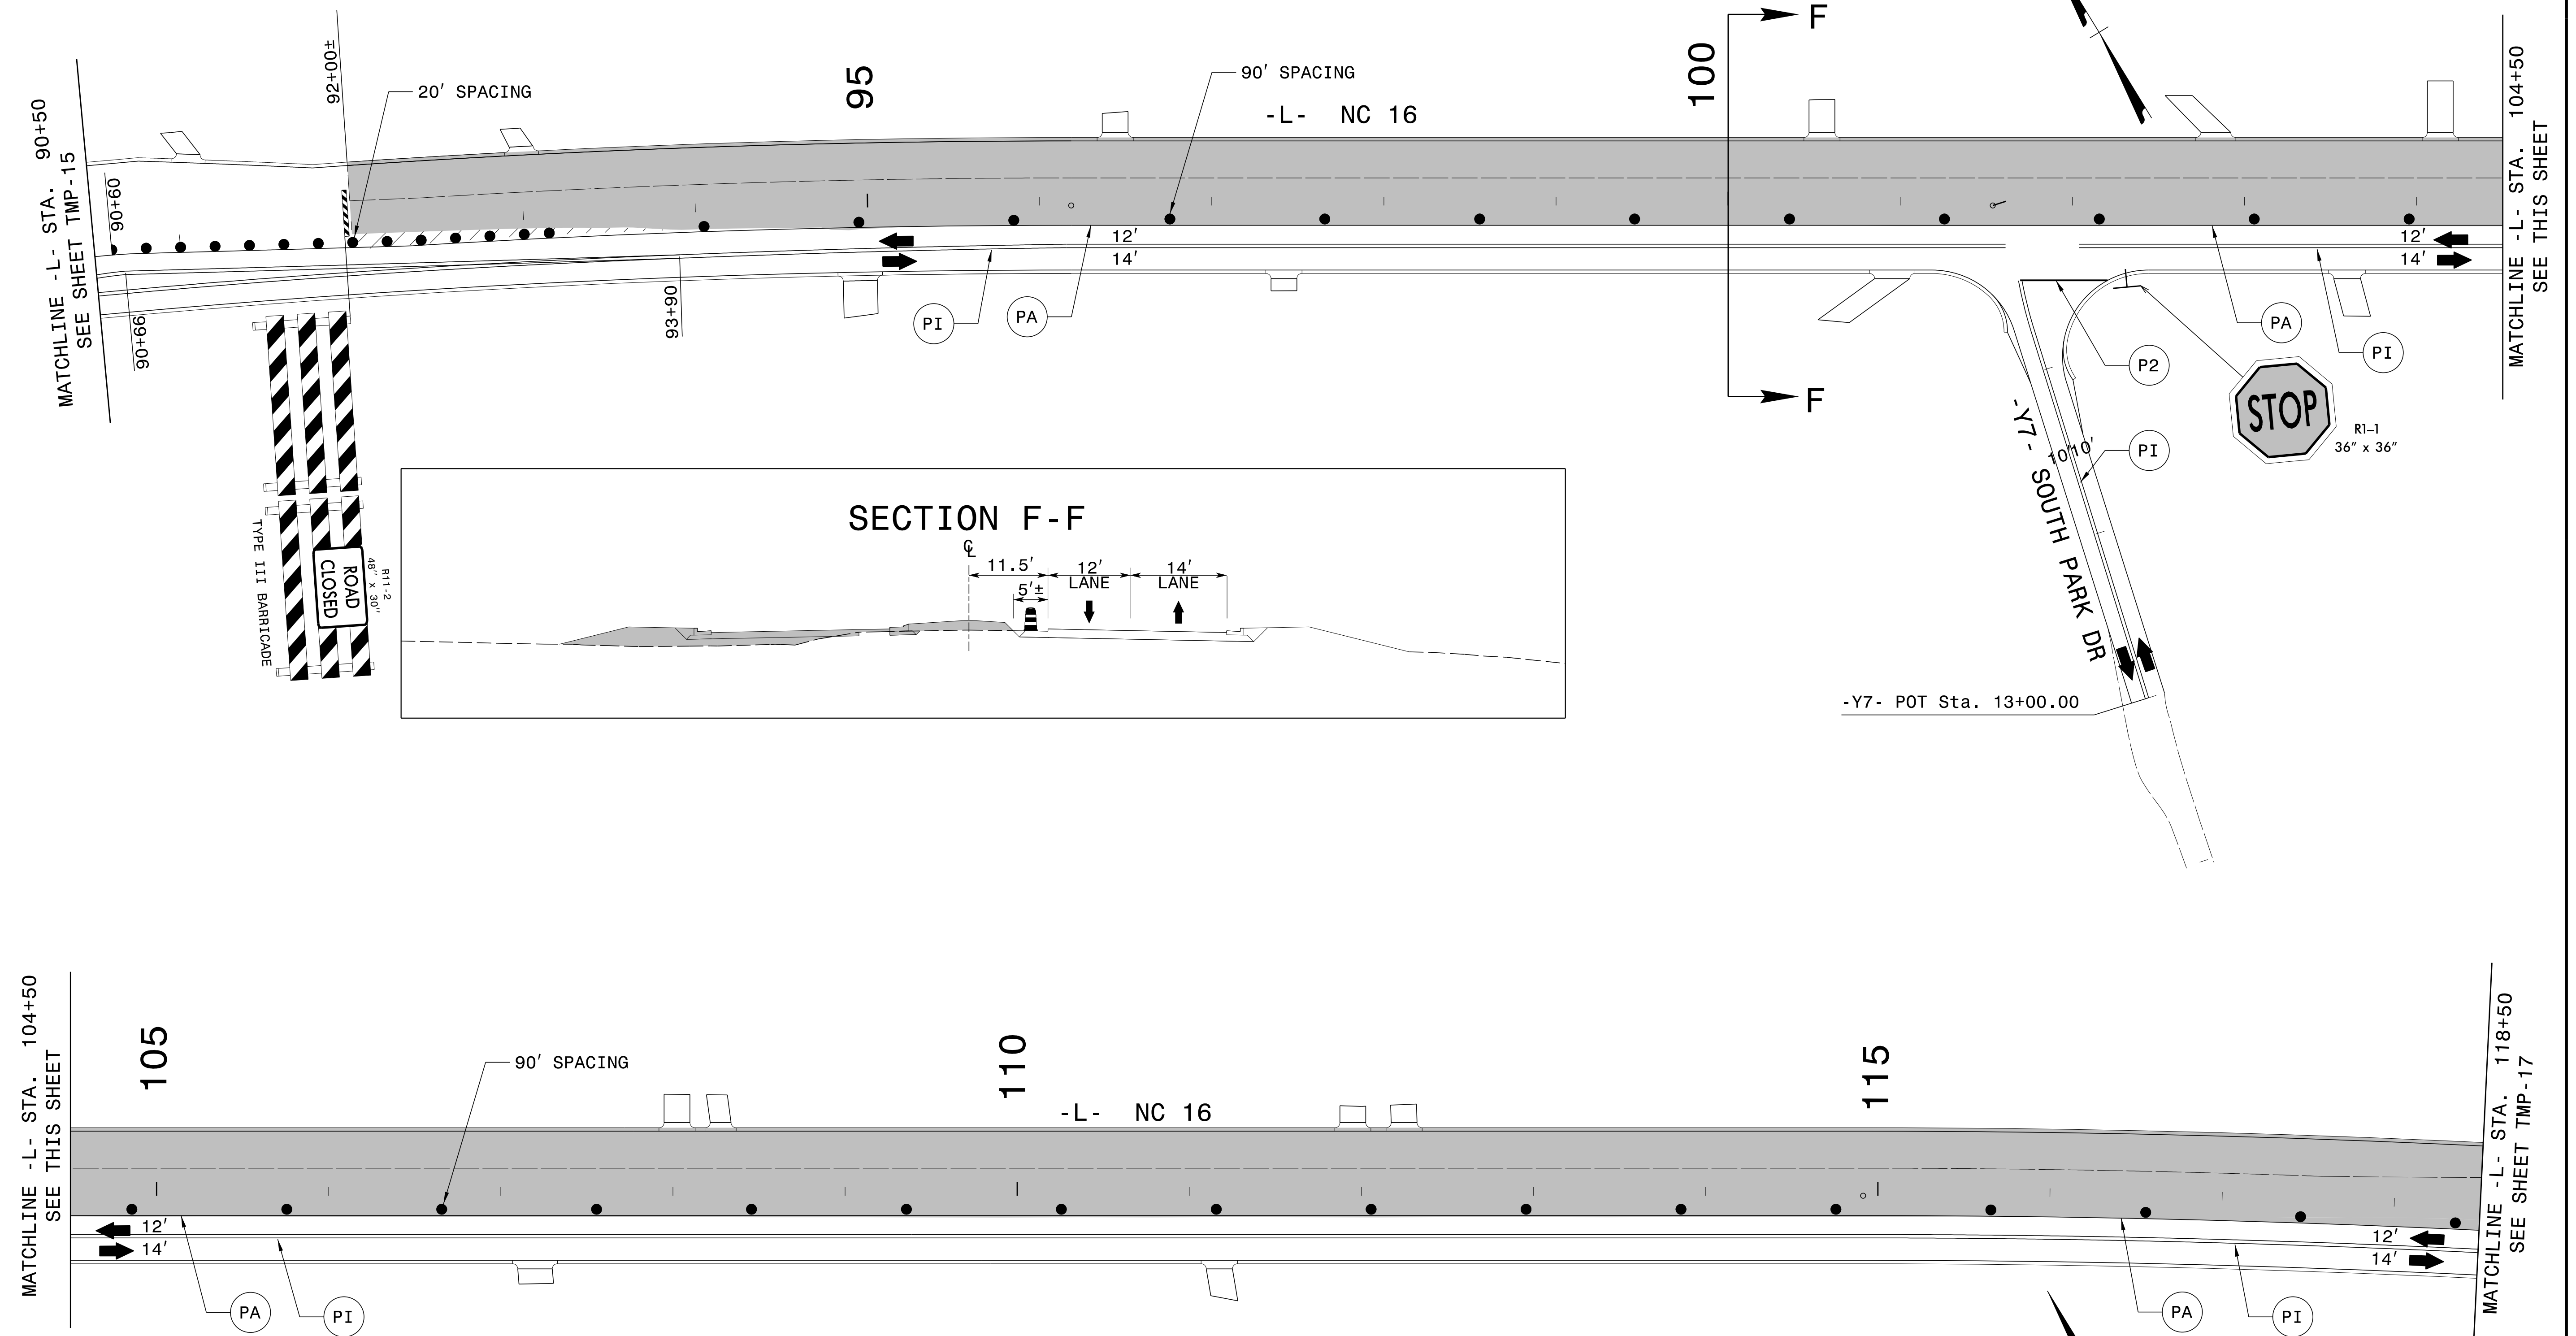 MATCHLINE -L- STA. 90+50
SEE SHEET TMP-15
90+60
90+66
92+00±
20' SPACING
93+90
95
90' SPACING
-L- NC 16
100
F
F
MATCHLINE -L- STA. 104+50
SEE THIS SHEET
12'
14'
12'
14'
PI
PA
PA
PI
P2
PI
STOP
R1-1
36" x 36"
10'
10'
-Y7- SOUTH PARK DR
-Y7- POT Sta. 13+00.00
TYPE III BARRICADE
ROAD
CLOSED
R11-2
48" x 30"
SECTION F-F
CL
11.5'
12'
LANE
14'
LANE
5'±
MATCHLINE -L- STA. 104+50
SEE THIS SHEET
105
90' SPACING
110
-L- NC 16
115
MATCHLINE -L- STA. 118+50
SEE SHEET TMP-17
12'
14'
12'
14'
PA
PI
PA
PI